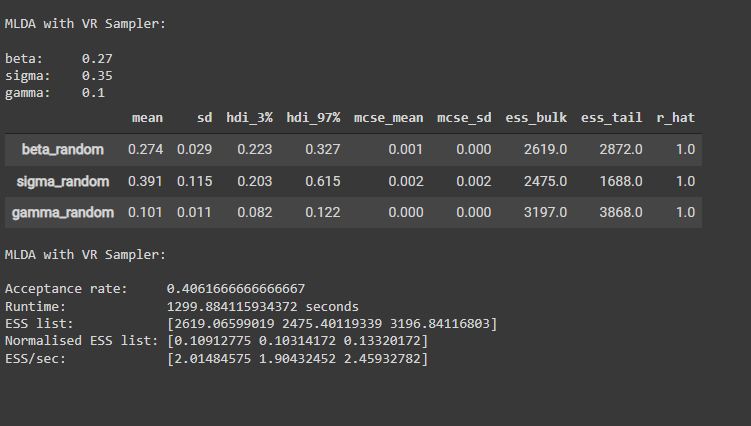 MLDA with VR Sampler:
beta: 0.27
sigma: 0.35
gamma: 0.1
mean sd hdi_3% hdi_97% mcse_mean mcse_sd ess_bulk ess_tail r_hat
beta_random 0.274 0.029 0.223 0.327 0.001 0.000 2619.0 2872.0 1.0
sigma_random 0.391 0.115 0.203 0.615 0.002 0.002 2475.0 1688.0 1.0
gamma_random 0.101 0.011 0.082 0.122 0.000 0.000 3197.0 3868.0 1.0
MLDA with VR Sampler:
Acceptance rate: 0.4061666666666667
Runtime: 1299.884115934372 seconds
ESS list: [2619.06599019 2475.40119339 3196.84116803]
Normalised ESS list: [0.10912775 0.10314172 0.13320172]
ESS/sec: [2.01484575 1.90432452 2.45932782]